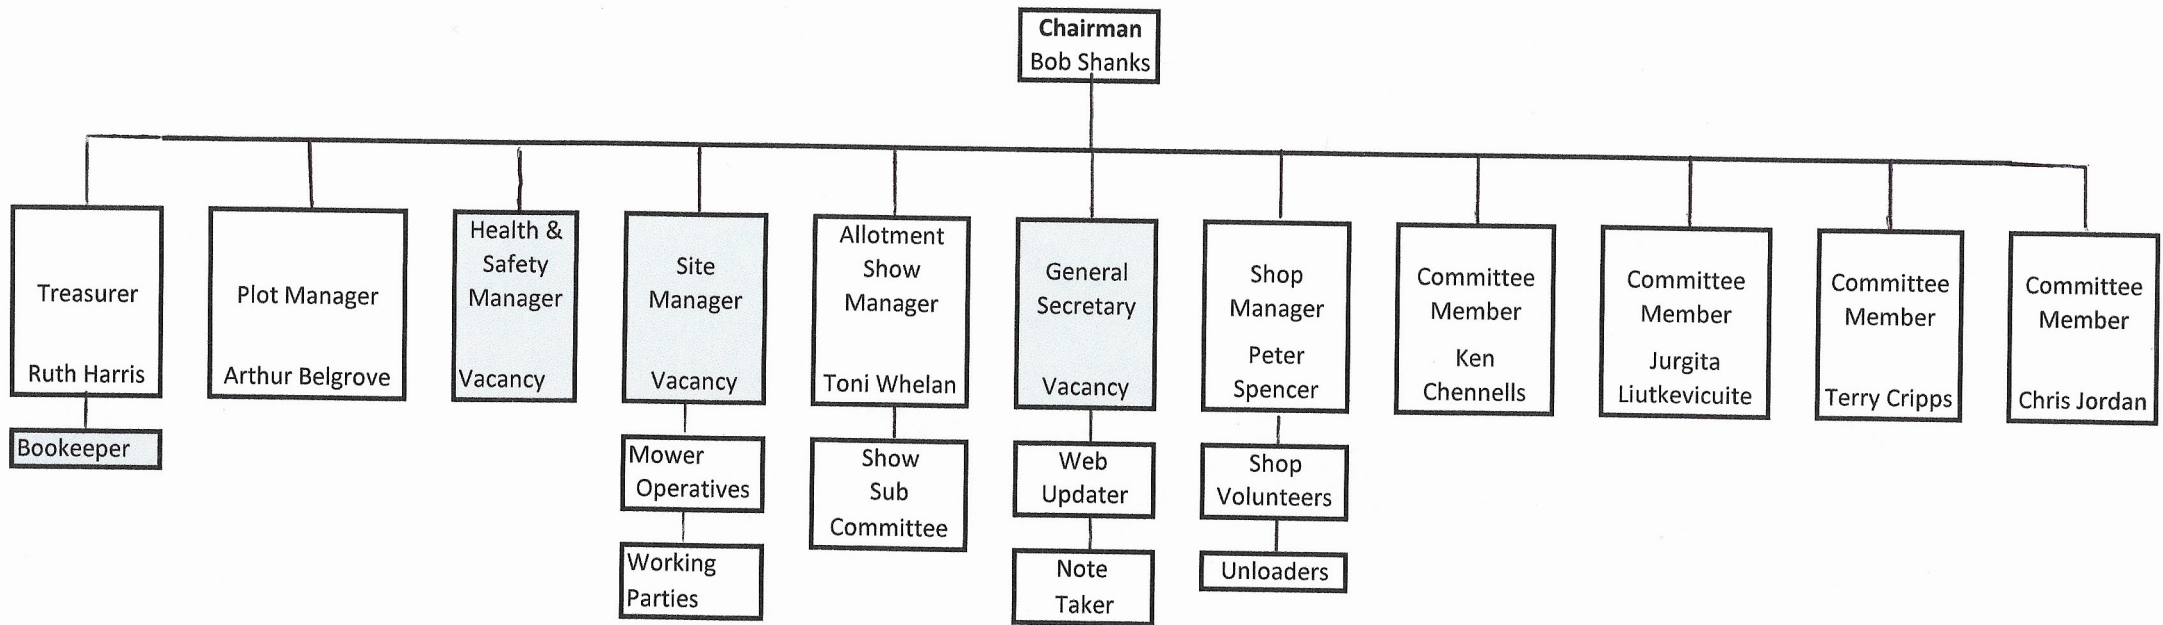 Chairman
Bob Shanks
Treasurer
Ruth Harris
Bookeeper
Plot Manager
Arthur Belgrove
Health &
Safety
Manager
Vacancy
Site
Manager
Vacancy
Mower
Operatives
Working
Parties
Allotment
Show
Manager
Toni Whelan
Show
Sub
Committee
General
Secretary
Vacancy
Web
Updater
Note
Taker
Shop
Manager
Peter
Spencer
Shop
Volunteers
Unloaders
Committee
Member
Ken
Chennells
Committee
Member
Jurgita
Liutkevicuite
Committee
Member
Terry Cripps
Committee
Member
Chris Jordan